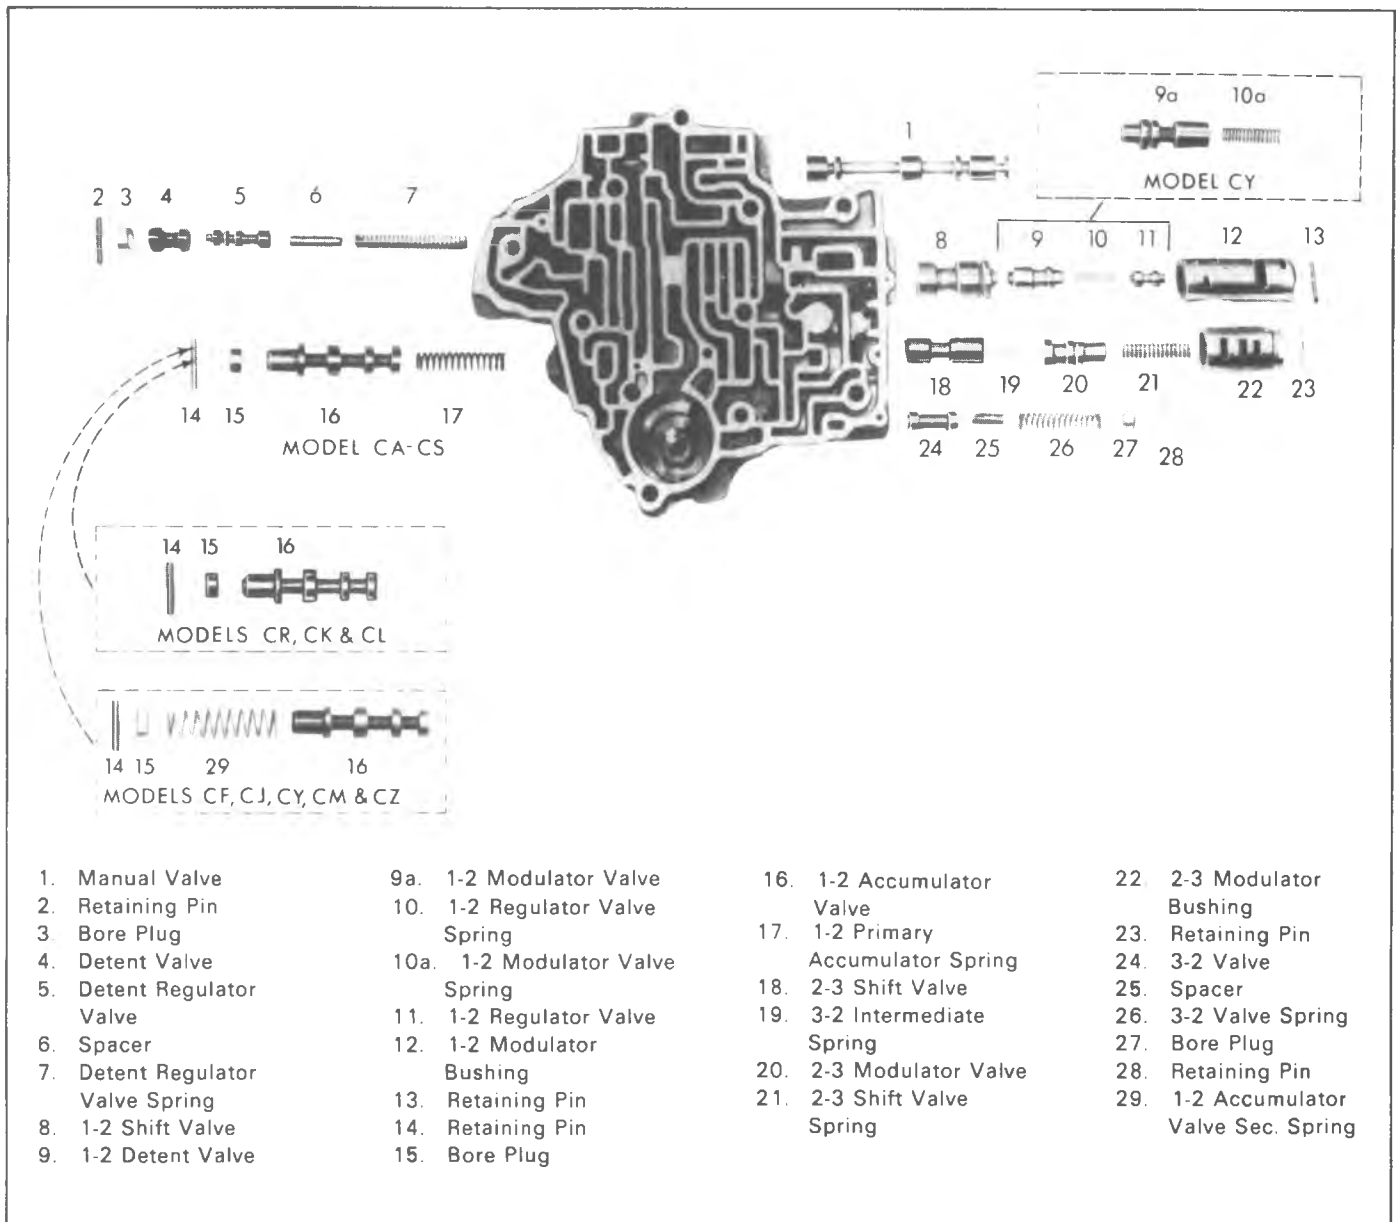 9a 10a
MODEL CY
1
2 3 4 5 6 7
8 9 10 11 12 13
18 19 20 21 22 23
14 15 16 17
MODEL CA-CS
24 25 26 27 28
14 15 16
MODELS CR, CK & CL
14 15 29 16
MODELS CF, CJ, CY, CM & CZ
1. Manual Valve
2. Retaining Pin
3. Bore Plug
4. Detent Valve
5. Detent Regulator
Valve
6. Spacer
7. Detent Regulator
Valve Spring
8. 1-2 Shift Valve
9. 1-2 Detent Valve
9a. 1-2 Modulator Valve
10. 1-2 Regulator Valve
Spring
10a. 1-2 Modulator Valve
Spring
11. 1-2 Regulator Valve
12. 1-2 Modulator
Bushing
13. Retaining Pin
14. Retaining Pin
15. Bore Plug
16. 1-2 Accumulator
Valve
17. 1-2 Primary
Accumulator Spring
18. 2-3 Shift Valve
19. 3-2 Intermediate
Spring
20. 2-3 Modulator Valve
21. 2-3 Shift Valve
Spring
22. 2-3 Modulator
Bushing
23. Retaining Pin
24. 3-2 Valve
25. Spacer
26. 3-2 Valve Spring
27. Bore Plug
28. Retaining Pin
29. 1-2 Accumulator
Valve Sec. Spring